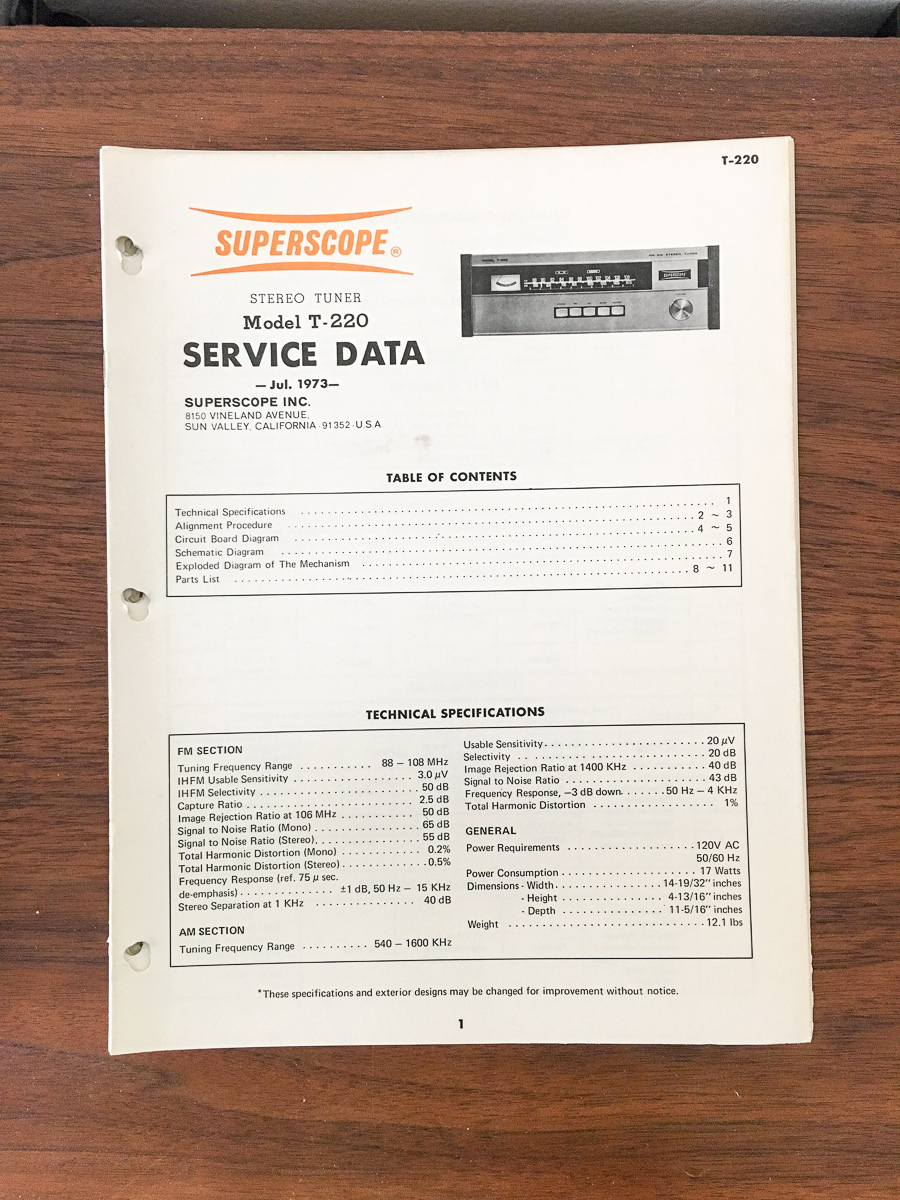 T-220
SUPERSCOPE®
STEREO TUNER
Model T-220
SERVICE DATA
—Jul. 1973—
SUPERSCOPE INC.
8150 VINELAND AVENUE,
SUN VALLEY, CALIFORNIA 91352 U.S.A.
SUPERSCOPE
TABLE OF CONTENTS
Technical Specifications . . . . . . . . . . 1
Alignment Procedure . . . . . . . . . . 2 ~ 3
Circuit Board Diagram . . . . . . . . . . 4 ~ 5
Schematic Diagram . . . . . . . . . . 6
Exploded Diagram of The Mechanism . . . . . . . . . . 7
Parts List . . . . . . . . . . 8 ~ 11
TECHNICAL SPECIFICATIONS
FM SECTION
Tuning Frequency Range . . . . . . . . . . 88 — 108 MHz
IHFM Usable Sensitivity . . . . . . . . . . 3.0 μV
IHFM Selectivity . . . . . . . . . . 50 dB
Capture Ratio . . . . . . . . . . 2.5 dB
Image Rejection Ratio at 106 MHz . . . . . . . . . . 50 dB
Signal to Noise Ratio (Mono) . . . . . . . . . . 65 dB
Signal to Noise Ratio (Stereo) . . . . . . . . . . 55 dB
Total Harmonic Distortion (Mono) . . . . . . . . . . 0.2%
Total Harmonic Distortion (Stereo) . . . . . . . . . . 0.5%
Frequency Response (ref. 75 μ sec.
de-emphasis) . . . . . . . . . . ±1 dB, 50 Hz — 15 KHz
Stereo Separation at 1 KHz . . . . . . . . . . 40 dB
AM SECTION
Tuning Frequency Range . . . . . . . . . . 540 — 1600 KHz
Usable Sensitivity . . . . . . . . . . 20 μV
Selectivity . . . . . . . . . . 20 dB
Image Rejection Ratio at 1400 KHz . . . . . . . . . . 40 dB
Signal to Noise Ratio . . . . . . . . . . 43 dB
Frequency Response, —3 dB down . . . . . . . . . . 50 Hz — 4 KHz
Total Harmonic Distortion . . . . . . . . . . 1%
GENERAL
Power Requirements . . . . . . . . . . 120V AC
50/60 Hz
Power Consumption . . . . . . . . . . 17 Watts
Dimensions - Width . . . . . . . . . . 14-19/32" inches
- Height . . . . . . . . . . 4-13/16" inches
- Depth . . . . . . . . . . 11-5/16" inches
Weight . . . . . . . . . . 12.1 lbs
*These specifications and exterior designs may be changed for improvement without notice.
1